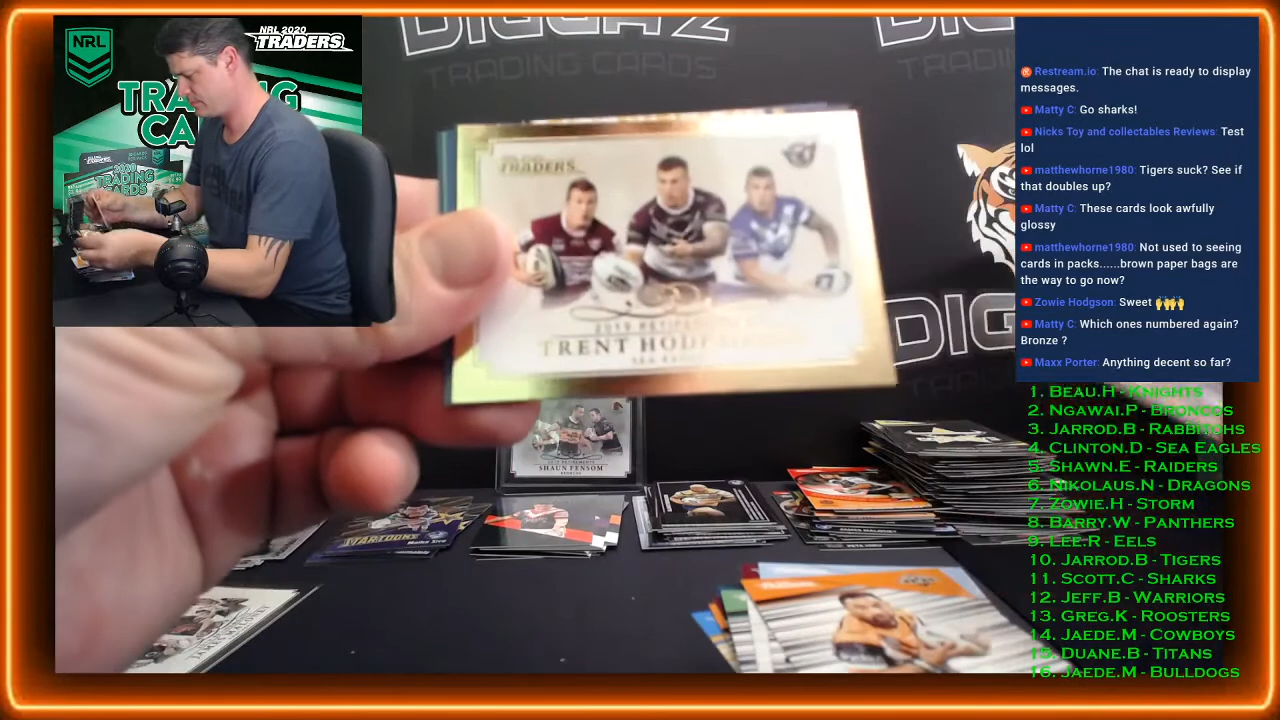 NRL
NRL 2020
TRADERS
2020
TRADING
CARDS
DIGGAZ
TRADING CARDS
TRADERS
TRENT
SHAUN FENSOM
Restream.io: The chat is ready to display
messages.
Matty C: Go sharks!
Nicks Toy and collectables Reviews: Test
lol
matthewhorne1980: Tigers suck? See if
that doubles up?
Matty C: These cards look awfully
glossy
matthewhorne1980: Not used to seeing
cards in packs......brown paper bags are
the way to go now?
Zowie Hodgson: Sweet 🙌🙌
Matty C: Which ones numbered again?
Bronze ?
Maxx Porter: Anything decent so far?
1. BEAU.H - KNIGHTS
2. NGAWAI.P - BRONCOS
3. JARROD.B - RABBITOHS
4. CLINTON.D - SEA EAGLES
5. SHAWN.E - RAIDERS
6. NIKOLAUS.N - DRAGONS
7. ZOWIE.H - STORM
8. BARRY.W - PANTHERS
9. LEE.R - EELS
10. JARROD.B - TIGERS
11. SCOTT.C - SHARKS
12. JEFF.B - WARRIORS
13. GREG.K - ROOSTERS
14. JAEDE.M - COWBOYS
15. DUANE.B - TITANS
16. JAEDE.M - BULLDOGS